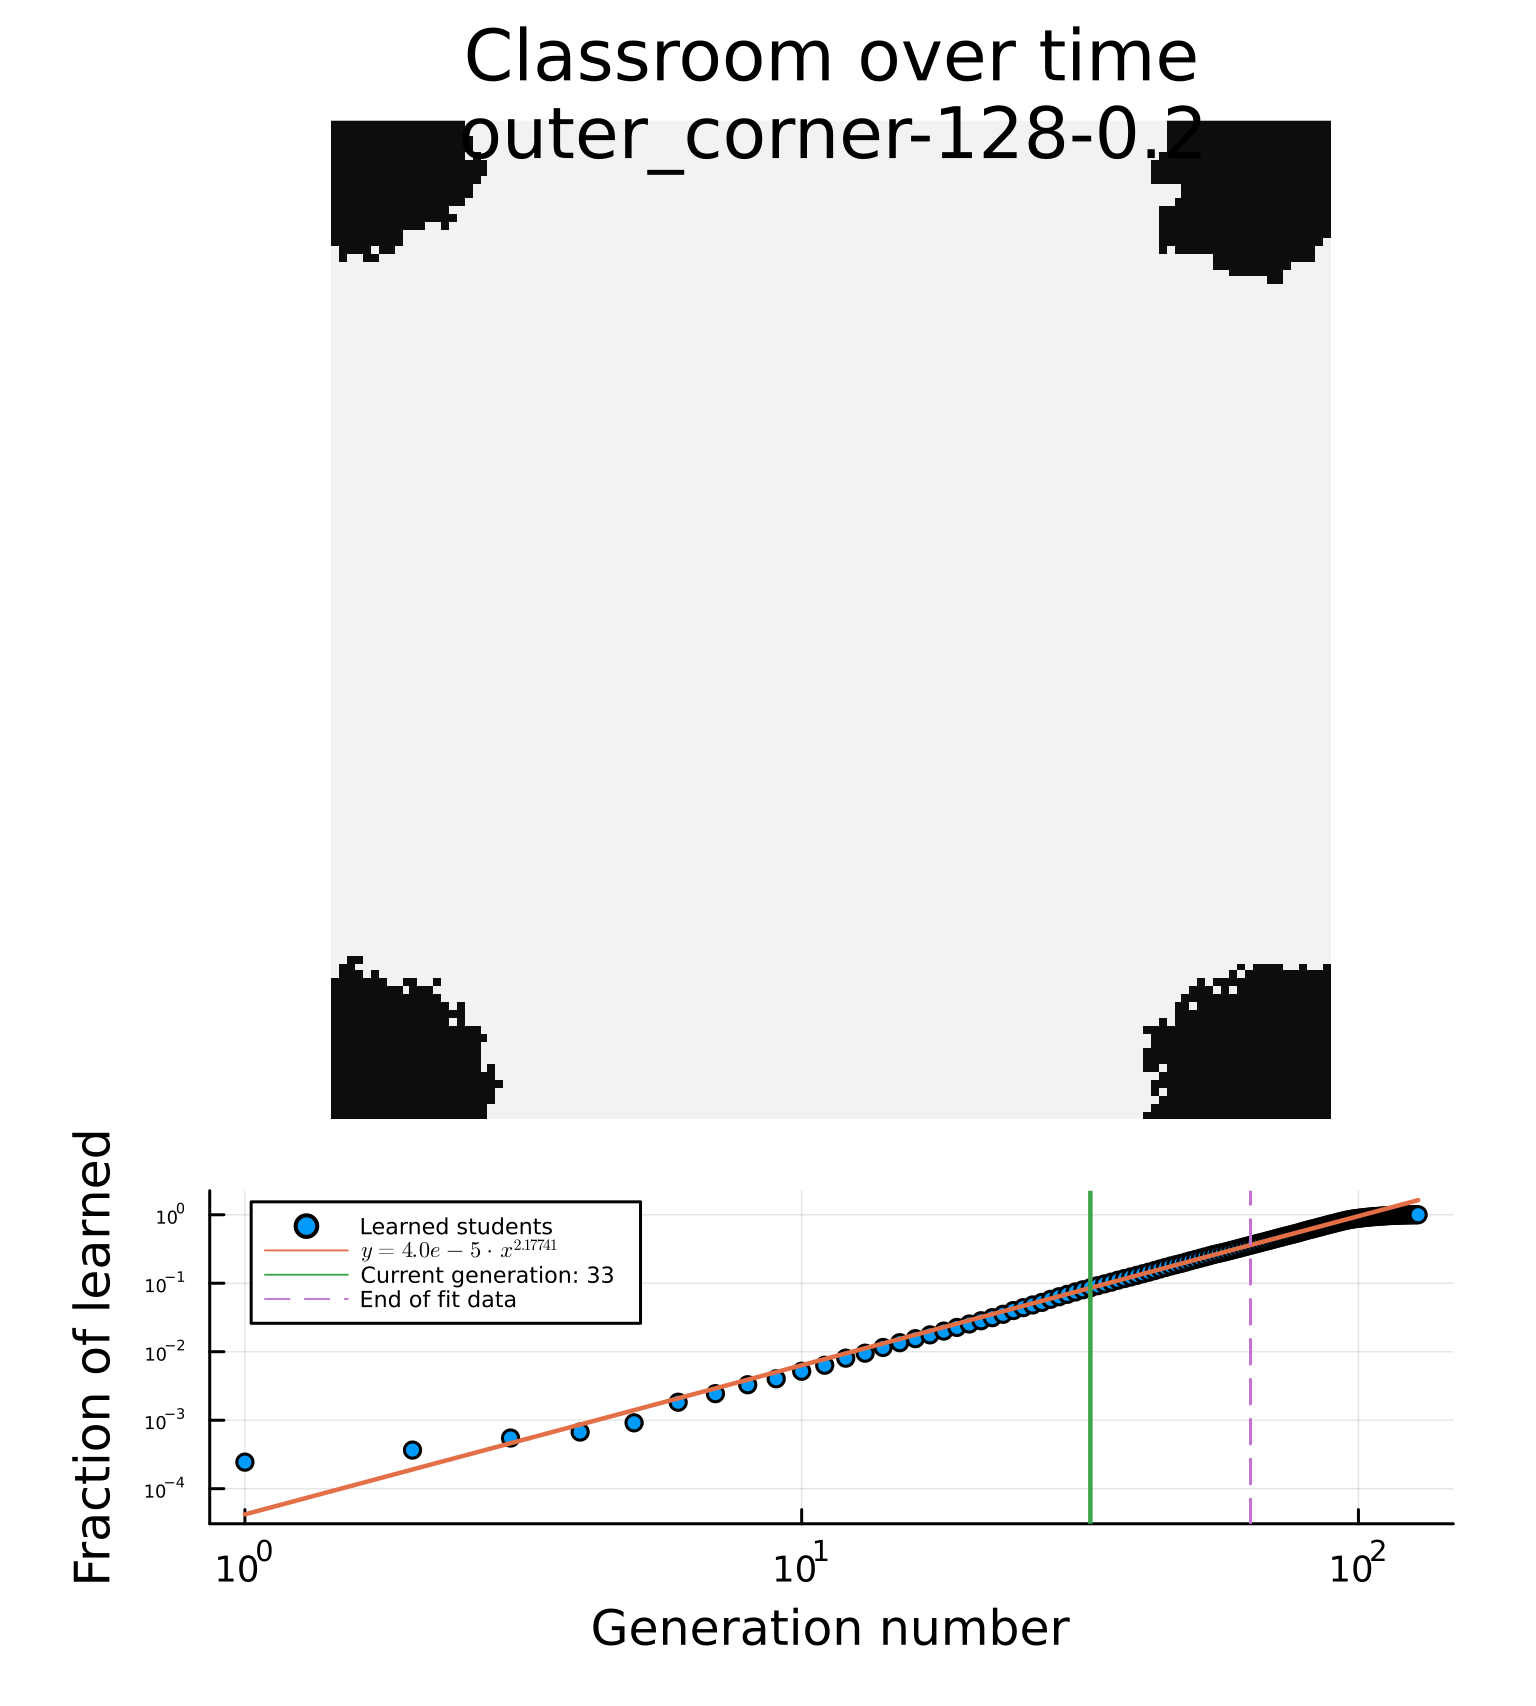 Classroom over time
outer_corner-128-0.2
Fraction of learned
10^0
10^-1
10^-2
10^-3
10^-4
Learned students
y = 4.0e − 5 · x^2.17741
Current generation: 33
End of fit data
10^0 10^1 10^2
Generation number